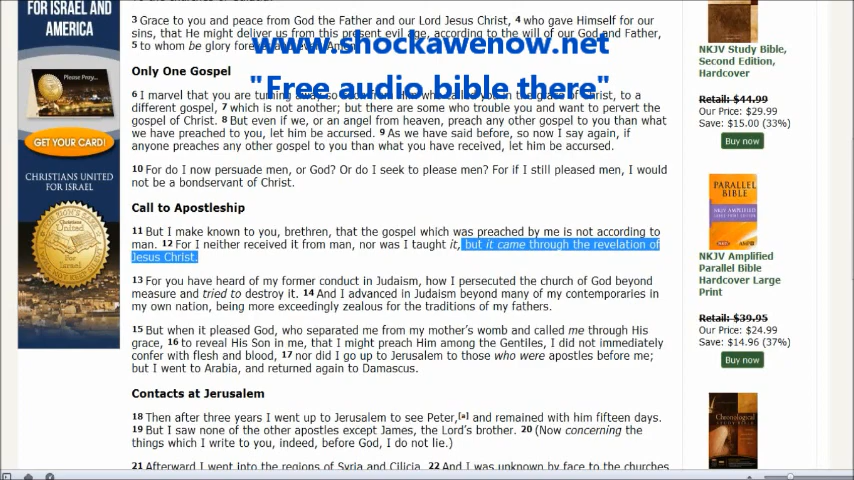 FOR ISRAEL AND
AMERICA
Please Pray...
GET YOUR CARD!
CHRISTIANS UNITED
FOR ISRAEL
3 Grace to you and peace from God the Father and our Lord Jesus Christ, 4 who gave Himself for our
sins, that He might deliver us from this present evil age, according to the will of our God and Father,
5 to whom be glory forever and ever. Amen.
www.shockawenow.net
"Free audio bible there"
Only One Gospel
6 I marvel that you are turning away so soon from Him who called you in the grace of Christ, to a
different gospel, 7 which is not another; but there are some who trouble you and want to pervert the
gospel of Christ. 8 But even if we, or an angel from heaven, preach any other gospel to you than what
we have preached to you, let him be accursed. 9 As we have said before, so now I say again, if
anyone preaches any other gospel to you than what you have received, let him be accursed.
10 For do I now persuade men, or God? Or do I seek to please men? For if I still pleased men, I would
not be a bondservant of Christ.
Call to Apostleship
11 But I make known to you, brethren, that the gospel which was preached by me is not according to
man. 12 For I neither received it from man, nor was I taught it, but it came through the revelation of
Jesus Christ.
13 For you have heard of my former conduct in Judaism, how I persecuted the church of God beyond
measure and tried to destroy it. 14 And I advanced in Judaism beyond many of my contemporaries in
my own nation, being more exceedingly zealous for the traditions of my fathers.
15 But when it pleased God, who separated me from my mother's womb and called me through His
grace, 16 to reveal His Son in me, that I might preach Him among the Gentiles, I did not immediately
confer with flesh and blood, 17 nor did I go up to Jerusalem to those who were apostles before me;
but I went to Arabia, and returned again to Damascus.
Contacts at Jerusalem
18 Then after three years I went up to Jerusalem to see Peter,[a] and remained with him fifteen days.
19 But I saw none of the other apostles except James, the Lord's brother. 20 (Now concerning the
things which I write to you, indeed, before God, I do not lie.)
21 Afterward I went into the regions of Syria and Cilicia. 22 And I was unknown by face to the churches
NKJV Study Bible,
Second Edition,
Hardcover
Retail: $44.99
Our Price: $29.99
Save: $15.00 (33%)
Buy now
PARALLEL
BIBLE
NKJV AMPLIFIED
NKJV Amplified
Parallel Bible
Hardcover Large
Print
Retail: $39.95
Our Price: $24.99
Save: $14.96 (37%)
Buy now
Chronological
STUDY BIBLE